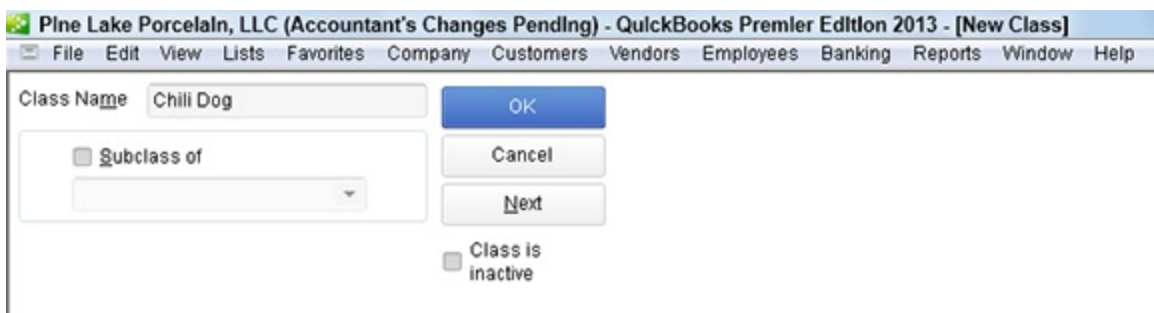 Pine Lake Porcelain, LLC (Accountant's Changes Pending) - QuickBooks Premier Edition 2013 - [New Class]
File Edit View Lists Favorites Company Customers Vendors Employees Banking Reports Window Help
Class Name Chili Dog
OK
Subclass of
Cancel
Next
Class is
inactive